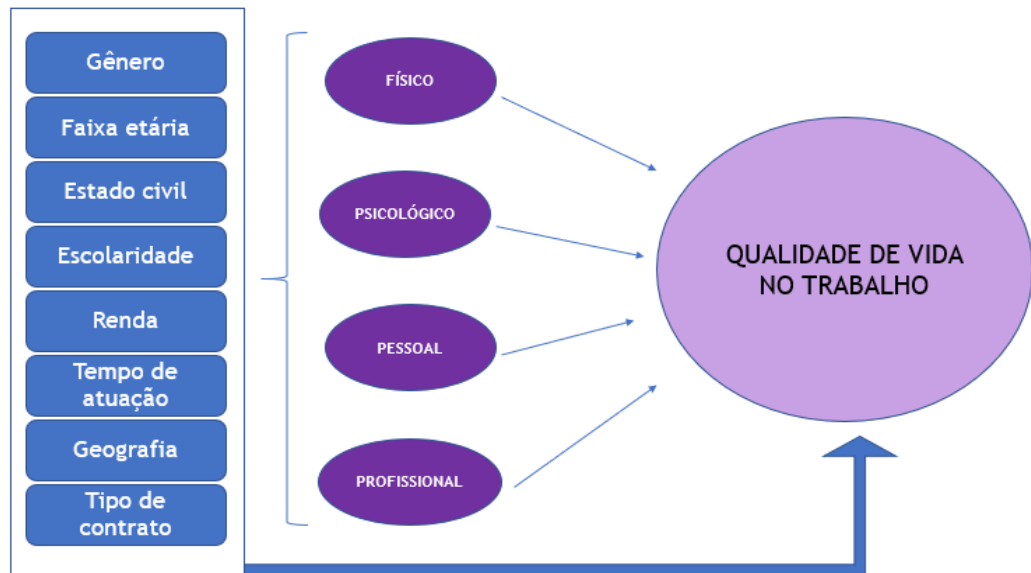 Gênero
Faixa etária
Estado civil
Escolaridade
Renda
Tempo de
atuação
Geografia
Tipo de
contrato
FÍSICO
PSICOLÓGICO
PESSOAL
PROFISSIONAL
QUALIDADE DE VIDA
NO TRABALHO